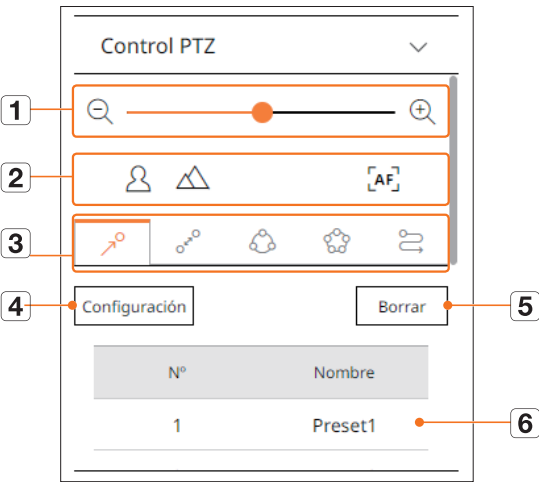 Control PTZ
1
2
AF
3
4 Configuración Borrar 5
Nº Nombre
1 Preset1 6